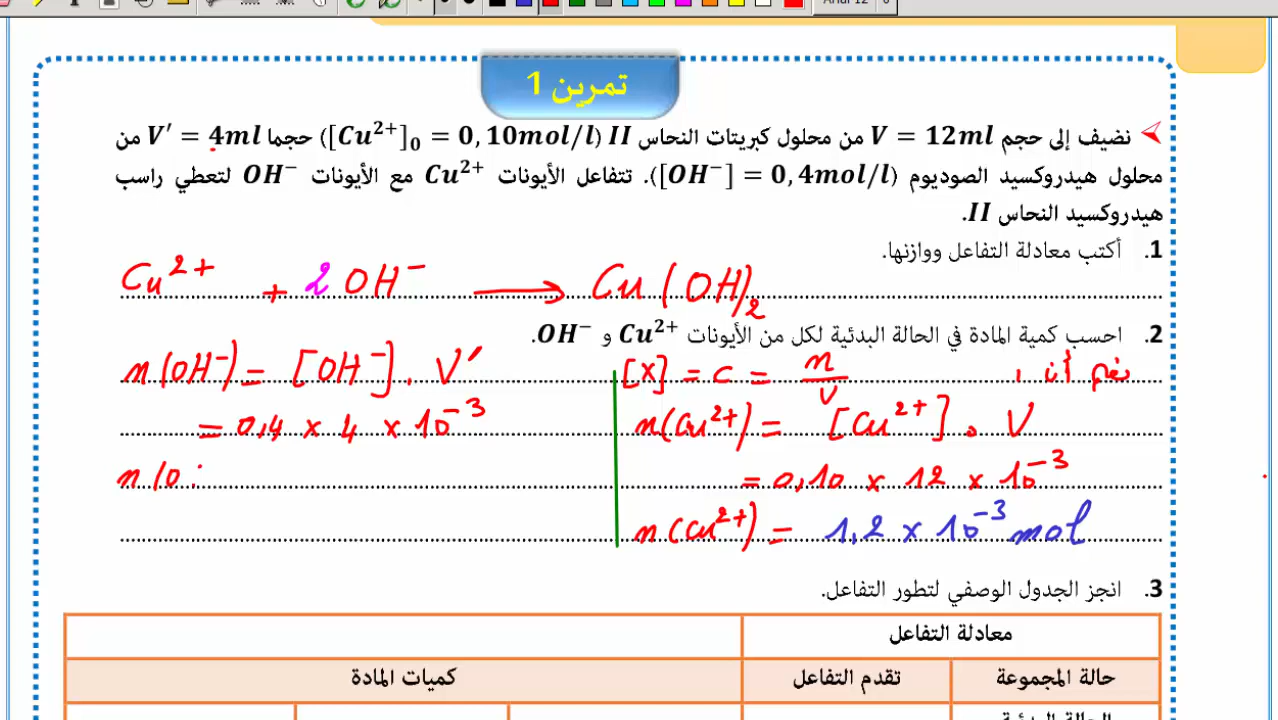 Arial 12
تمرين 1
نضيف إلى حجم V = 12ml من محلول كبريتات النحاس II ([Cu²⁺]₀ = 0,10mol/l) حجما V′ = 4ml من
محلول هيدروكسيد الصوديوم ([OH⁻] = 0,4mol/l). تتفاعل الأيونات Cu²⁺ مع الأيونات OH⁻ لتعطي راسب
هيدروكسيد النحاس II.
1. أكتب معادلة التفاعل ووازنها.
Cu²⁺ + 2 OH⁻ ⟶ Cu(OH)₂
2. احسب كمية المادة في الحالة البدئية لكل من الأيونات Cu²⁺ و OH⁻.
[X] = c = n/V
n(Cu²⁺) = [Cu²⁺] . V
= 0,10 × 12 × 10⁻³
n(Cu²⁺) = 1,2 × 10⁻³ mol
n(OH⁻) = [OH⁻] . V′
= 0,4 × 4 × 10⁻³
n(O
3. انجز الجدول الوصفي لتطور التفاعل.
معادلة التفاعل
حالة المجموعة تقدم التفاعل كميات المادة